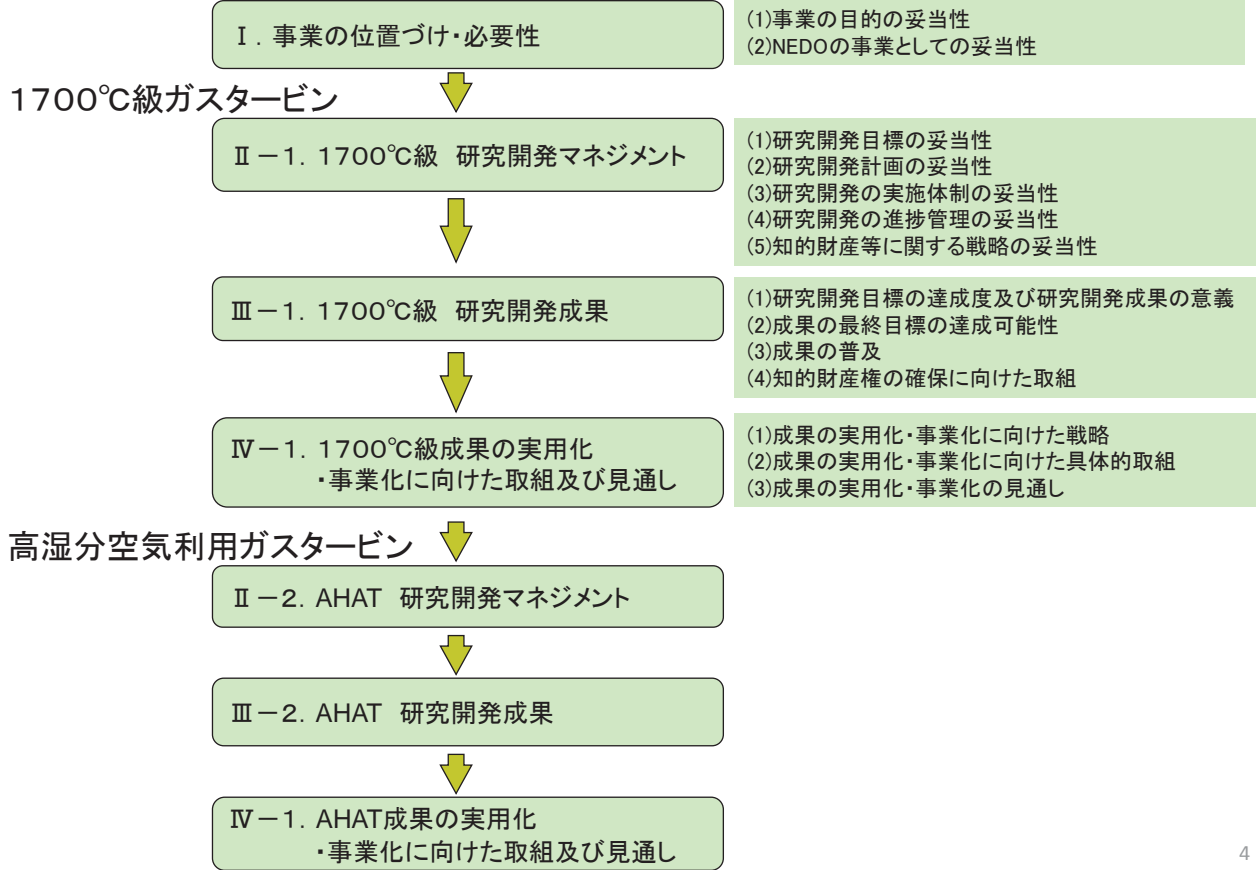 Ⅰ．事業の位置づけ・必要性
(1)事業の目的の妥当性
(2)NEDOの事業としての妥当性
1700℃級ガスタービン
Ⅱ－1．1700℃級 研究開発マネジメント
(1)研究開発目標の妥当性
(2)研究開発計画の妥当性
(3)研究開発の実施体制の妥当性
(4)研究開発の進捗管理の妥当性
(5)知的財産等に関する戦略の妥当性
Ⅲ－1．1700℃級 研究開発成果
(1)研究開発目標の達成度及び研究開発成果の意義
(2)成果の最終目標の達成可能性
(3)成果の普及
(4)知的財産権の確保に向けた取組
Ⅳ－1．1700℃級成果の実用化
・事業化に向けた取組及び見通し
(1)成果の実用化・事業化に向けた戦略
(2)成果の実用化・事業化に向けた具体的取組
(3)成果の実用化・事業化の見通し
高湿分空気利用ガスタービン
Ⅱ－2．AHAT 研究開発マネジメント
Ⅲ－2．AHAT 研究開発成果
Ⅳ－1．AHAT成果の実用化
・事業化に向けた取組及び見通し
4